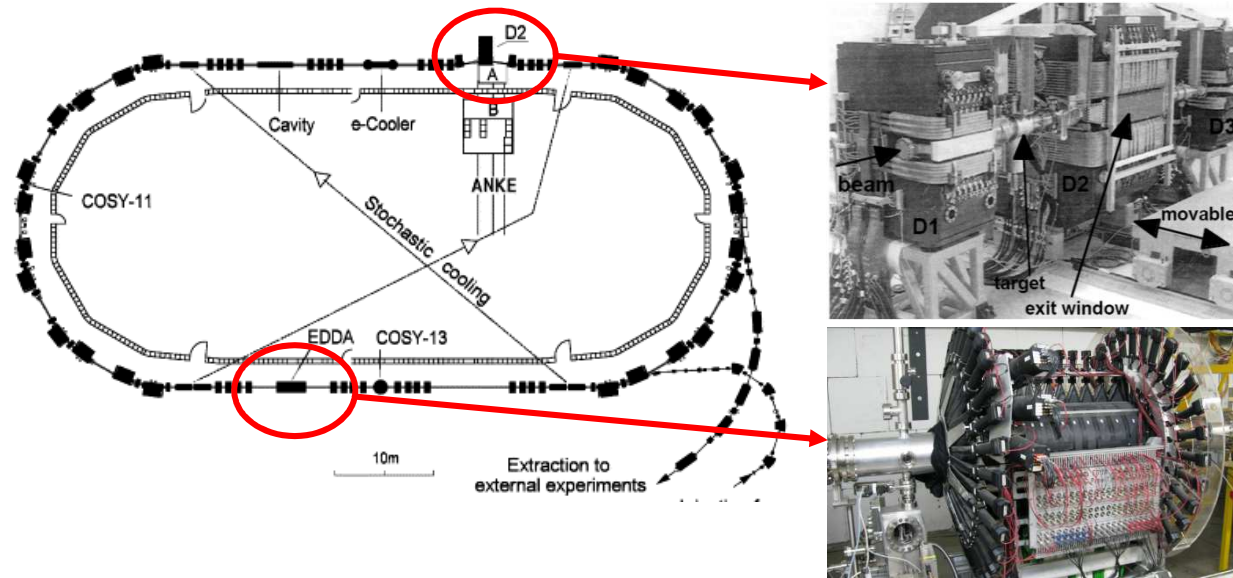 D2
A
B
Cavity
e-Cooler
ANKE
COSY-11
Stochastic
cooling
EDDA
COSY-13
10m
Extraction to
external experiments
beam
D1
D2
D3
movable
target
exit window